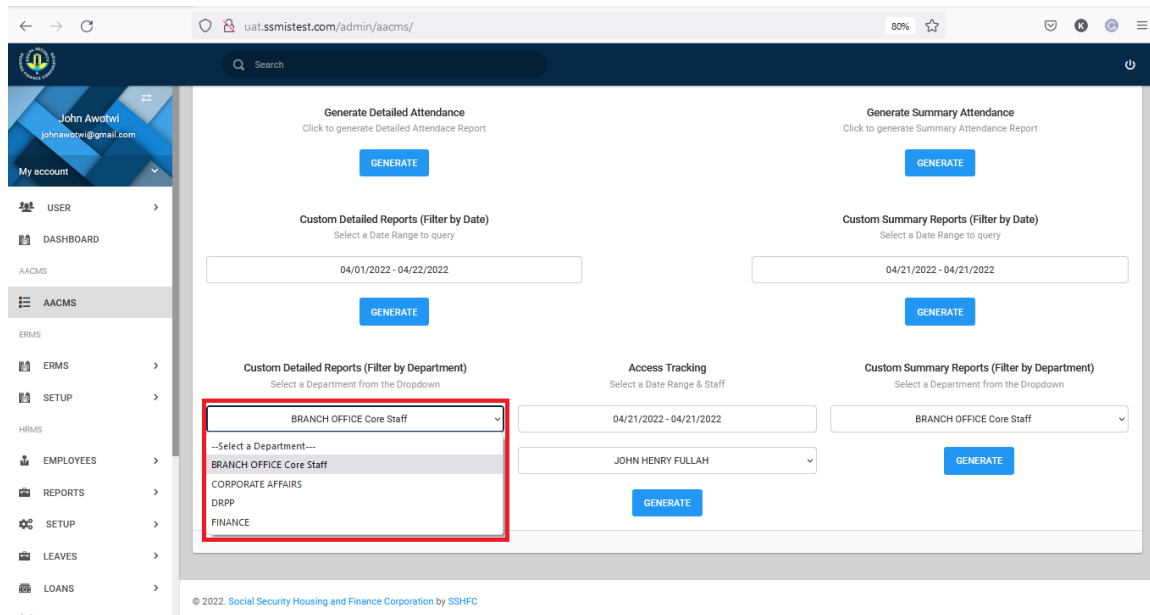 uat.ssmistest.com/admin/aacms/
80%
K
G
Search
John Awotwi
johnawotwi@gmail.com
My account
USER
DASHBOARD
AACMS
AACMS
ERMS
ERMS
SETUP
HRMS
EMPLOYEES
REPORTS
SETUP
LEAVES
LOANS
Generate Detailed Attendance
Click to generate Detailed Attendace Report
GENERATE
Generate Summary Attendance
Click to generate Summary Attendance Report
GENERATE
Custom Detailed Reports (Filter by Date)
Select a Date Range to query
04/01/2022 - 04/22/2022
GENERATE
Custom Summary Reports (Filter by Date)
Select a Date Range to query
04/21/2022 - 04/21/2022
GENERATE
Custom Detailed Reports (Filter by Department)
Select a Department from the Dropdown
BRANCH OFFICE Core Staff
--Select a Department---
BRANCH OFFICE Core Staff
CORPORATE AFFAIRS
DRPP
FINANCE
Access Tracking
Select a Date Range & Staff
04/21/2022 - 04/21/2022
JOHN HENRY FULLAH
GENERATE
Custom Summary Reports (Filter by Department)
Select a Department from the Dropdown
BRANCH OFFICE Core Staff
GENERATE
© 2022. Social Security Housing and Finance Corporation by SSHFC